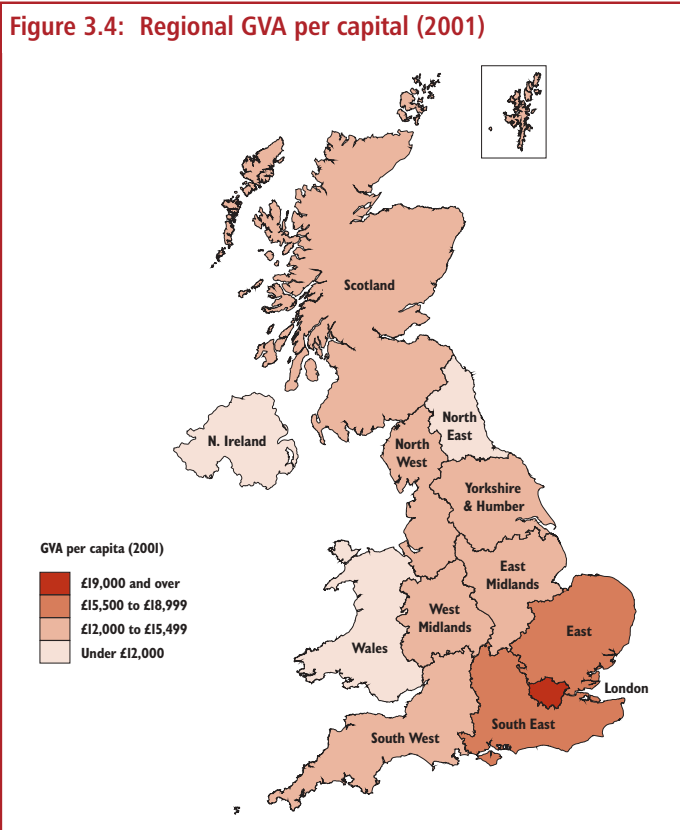 Figure 3.4: Regional GVA per capital (2001)
Scotland
N. Ireland
North
East
North
West
Yorkshire
& Humber
GVA per capita (2001)
£19,000 and over
£15,500 to £18,999
£12,000 to £15,499
Under £12,000
East
Midlands
West
Midlands
Wales
East
London
South East
South West